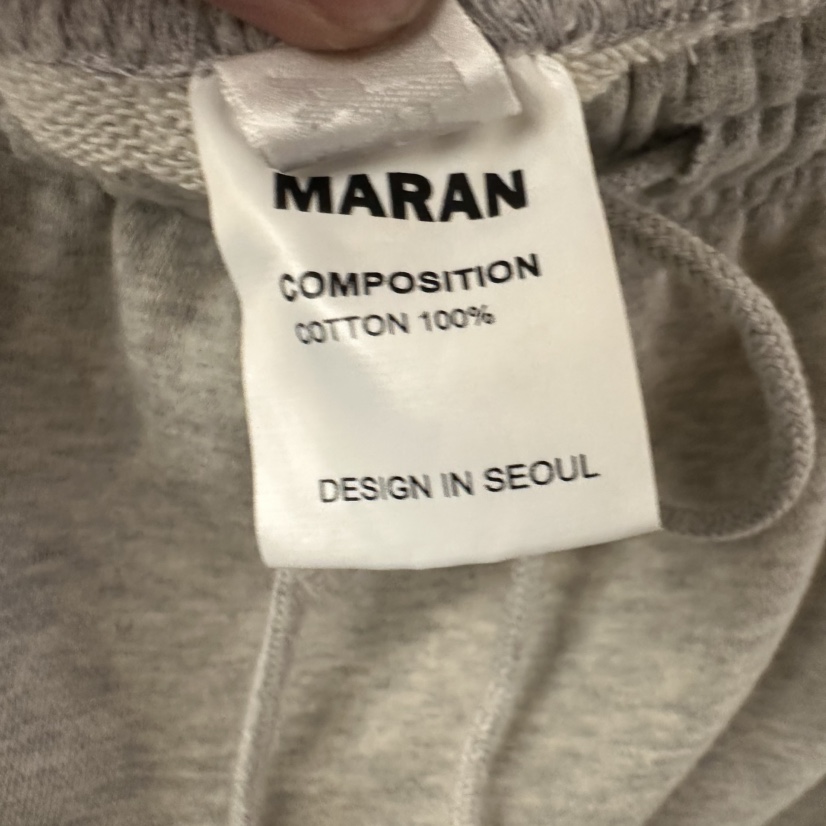 MARAN
COMPOSITION
COTTON 100%
DESIGN IN SEOUL